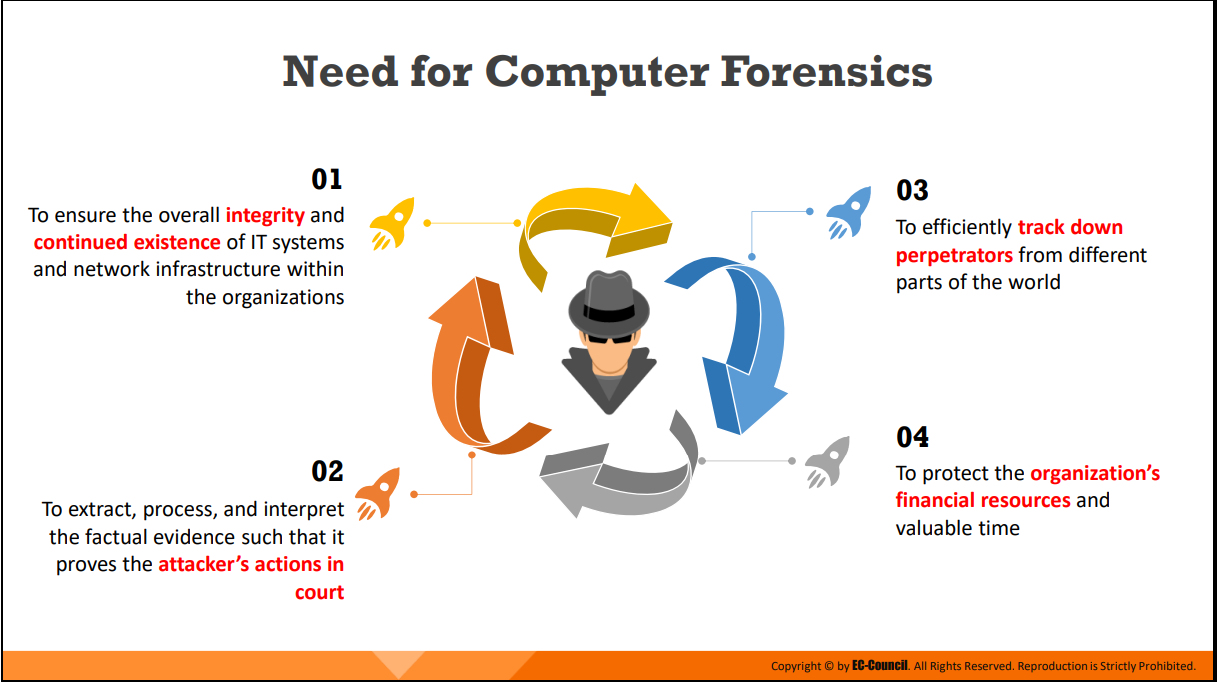 Need for Computer Forensics
01
To ensure the overall integrity and
continued existence of IT systems
and network infrastructure within
the organizations
02
To extract, process, and interpret
the factual evidence such that it
proves the attacker’s actions in
court
03
To efficiently track down
perpetrators from different
parts of the world
04
To protect the organization’s
financial resources and
valuable time
Copyright © by EC-Council. All Rights Reserved. Reproduction is Strictly Prohibited.